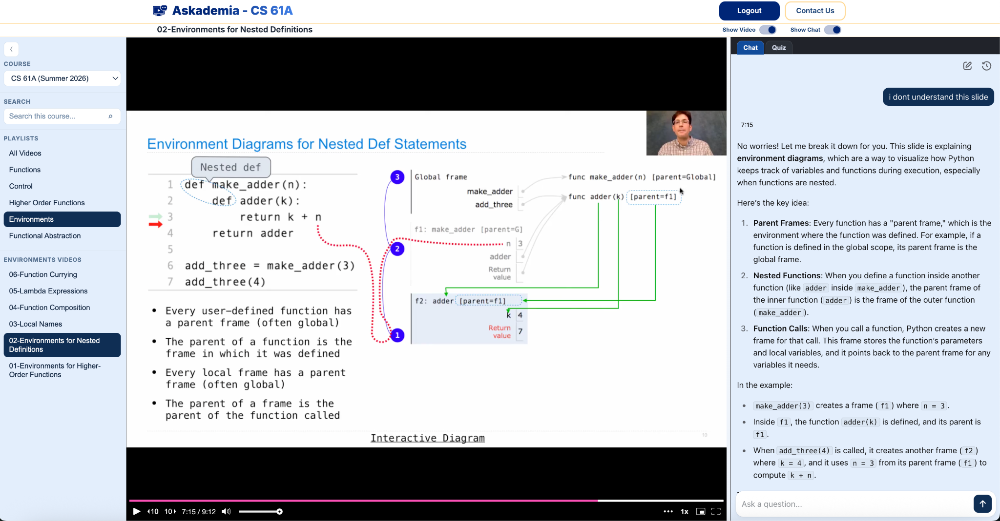 Askademia - CS 61A
Logout
Contact Us
02-Environments for Nested Definitions
Show Video
Show Chat
COURSE
CS 61A (Summer 2026)
SEARCH
Search this course...
PLAYLISTS
All Videos
Functions
Control
Higher Order Functions
Environments
Functional Abstraction
ENVIRONMENTS VIDEOS
06-Function Currying
05-Lambda Expressions
04-Function Composition
03-Local Names
02-Environments for Nested
Definitions
01-Environments for Higher-
Order Functions
Environment Diagrams for Nested Def Statements
Nested def
1 def make_adder(n):
2 def adder(k):
3 return k + n
4 return adder
5
6 add_three = make_adder(3)
7 add_three(4)
• Every user-defined function has
a parent frame (often global)
• The parent of a function is the
frame in which it was defined
• Every local frame has a parent
frame (often global)
• The parent of a frame is the
parent of the function called
3
Global frame
make_adder
add_three
func make_adder(n) [parent=Global]
func adder(k) [parent=f1]
f1: make_adder [parent=G]
2
n 3
adder
Return
value
f2: adder [parent=f1]
k 4
1
Return
value 7
Interactive Diagram
10
10
10
7:15 / 9:12
1x
Chat
Quiz
i dont understand this slide
7:15
No worries! Let me break it down for you. This slide is explaining
environment diagrams, which are a way to visualize how Python
keeps track of variables and functions during execution, especially
when functions are nested.
Here's the key idea:
1. Parent Frames: Every function has a "parent frame," which is the
environment where the function was defined. For example, if a
function is defined in the global scope, its parent frame is the
global frame.
2. Nested Functions: When you define a function inside another
function (like adder inside make_adder), the parent frame of
the inner function (adder) is the frame of the outer function
(make_adder).
3. Function Calls: When you call a function, Python creates a new
frame for that call. This frame stores the function's parameters
and local variables, and it points back to the parent frame for any
variables it needs.
In the example:
• make_adder(3) creates a frame (f1) where n = 3.
• Inside f1, the function adder(k) is defined, and its parent is
f1.
• When add_three(4) is called, it creates another frame (f2)
where k = 4, and it uses n = 3 from its parent frame (f1) to
compute k + n.
Ask a question...